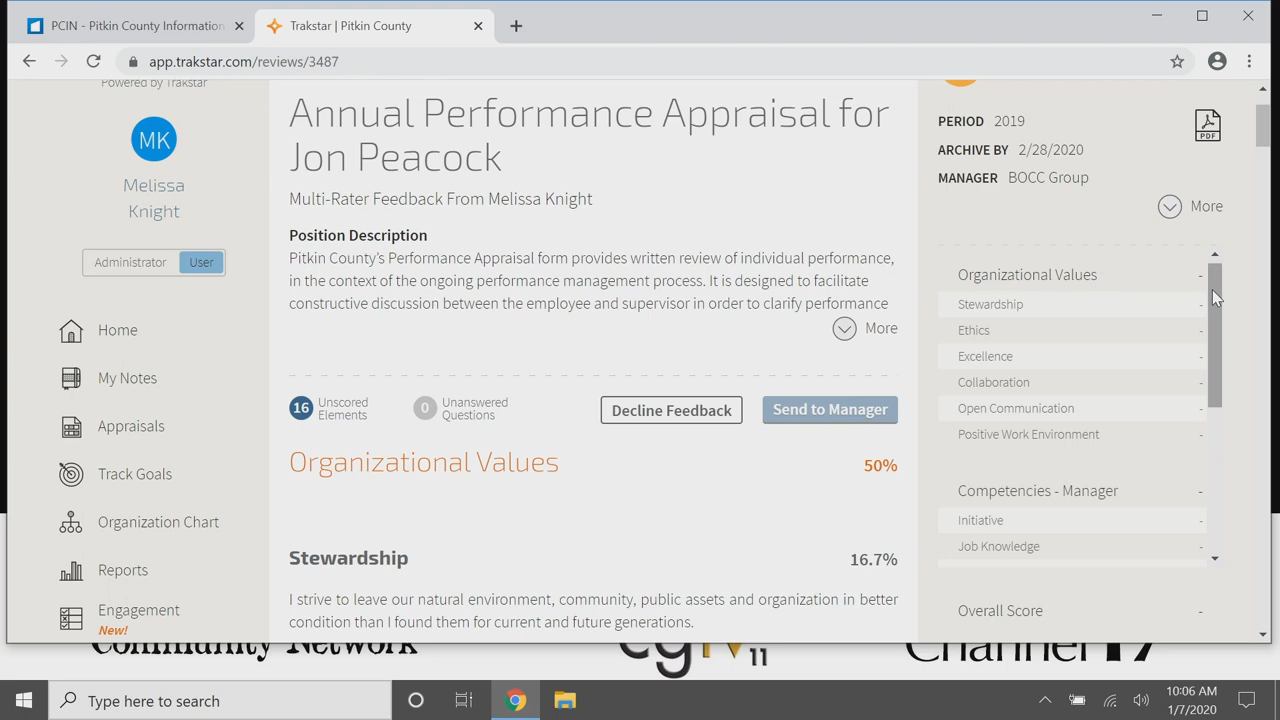 PCIN - Pitkin County Information
Trakstar | Pitkin County
app.trakstar.com/reviews/3487
Powered by Trakstar
MK
Melissa
Knight
Administrator
User
Home
My Notes
Appraisals
Track Goals
Organization Chart
Reports
Engagement
New!
Annual Performance Appraisal for
Jon Peacock
Multi-Rater Feedback From Melissa Knight
Position Description
Pitkin County's Performance Appraisal form provides written review of individual performance,
in the context of the ongoing performance management process. It is designed to facilitate
constructive discussion between the employee and supervisor in order to clarify performance
More
16
Unscored
Elements
0
Unanswered
Questions
Decline Feedback
Send to Manager
Organizational Values 50%
Stewardship 16.7%
I strive to leave our natural environment, community, public assets and organization in better
condition than I found them for current and future generations.
PERIOD 2019
ARCHIVE BY 2/28/2020
MANAGER BOCC Group
PDF
More
Organizational Values -
Stewardship -
Ethics -
Excellence -
Collaboration -
Open Communication -
Positive Work Environment -
Competencies - Manager -
Initiative -
Job Knowledge -
Overall Score -
Community Network
cgTV11
Channel 17
Type here to search
10:06 AM
1/7/2020